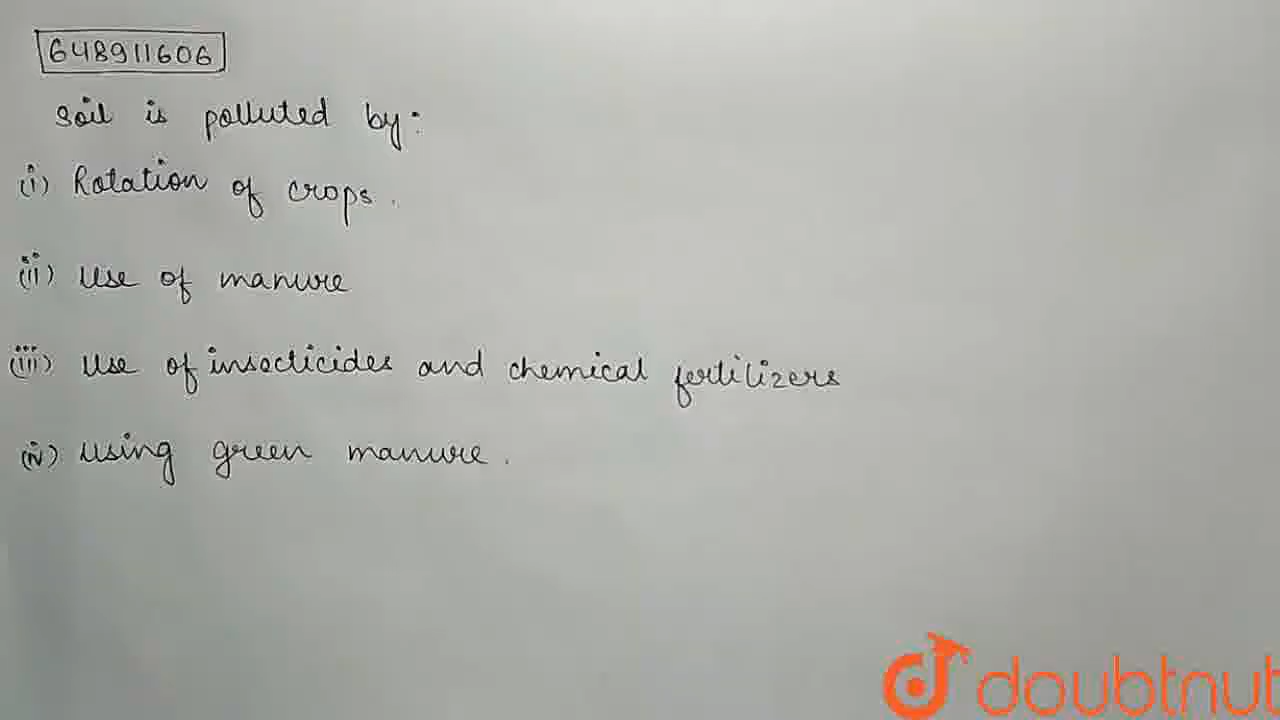 648911606
Soil is polluted by:
(i) Rotation of crops.
(ii) Use of manure
(iii) Use of insecticides and chemical fertilizers
(iv) Using green manure.
doubtnut